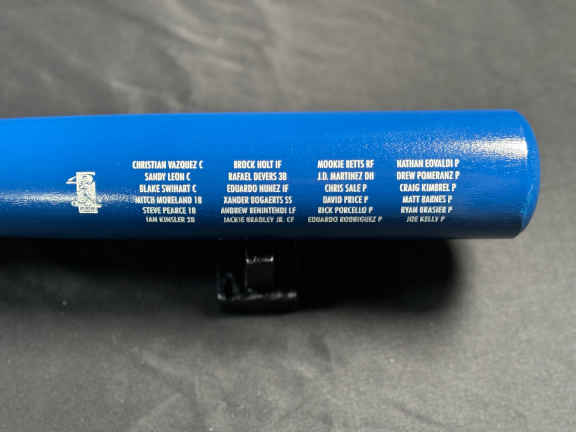 CHRISTIAN VAZQUEZ C
SANDY LEON C
BLAKE SWIHART C
MITCH MORELAND 1B
STEVE PEARCE 1B
IAN KINSLER 2B
BROCK HOLT IF
RAFAEL DEVERS 3B
EDUARDO NUNEZ IF
XANDER BOGAERTS SS
ANDREW BENINTENDI LF
JACKIE BRADLEY JR. CF
MOOKIE BETTS RF
J.D. MARTINEZ DH
CHRIS SALE P
DAVID PRICE P
RICK PORCELLO P
EDUARDO RODRIGUEZ P
NATHAN EOVALDI P
DREW POMERANZ P
CRAIG KIMBREL P
MATT BARNES P
RYAN BRASIER P
JOE KELLY P